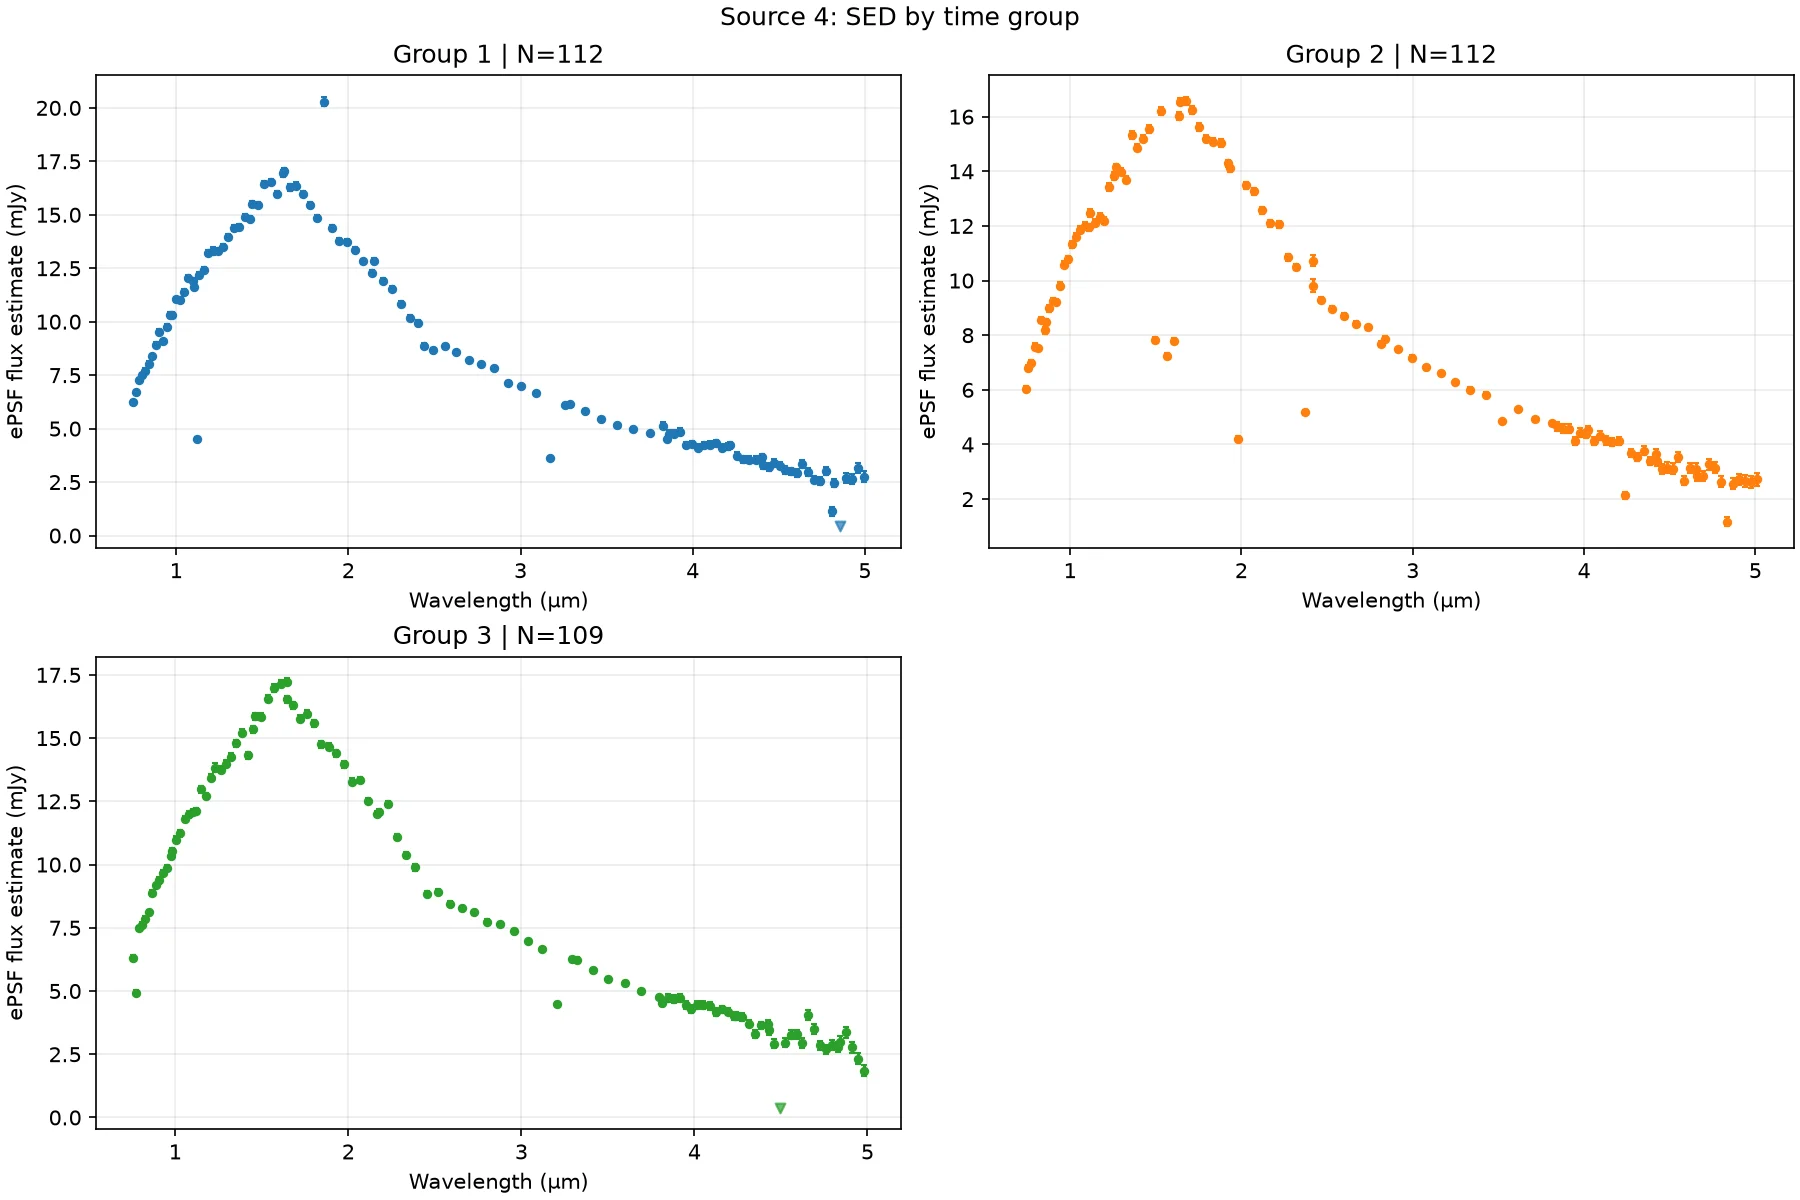 Source 4: SED by time group
Group 1 | N=112
20.0
17.5
15.0
12.5
10.0
7.5
5.0
2.5
0.0
ePSF flux estimate (mJy)
1 2 3 4 5
Wavelength (μm)
Group 2 | N=112
16
14
12
10
8
6
4
2
ePSF flux estimate (mJy)
1 2 3 4 5
Wavelength (μm)
Group 3 | N=109
17.5
15.0
12.5
10.0
7.5
5.0
2.5
0.0
ePSF flux estimate (mJy)
1 2 3 4 5
Wavelength (μm)